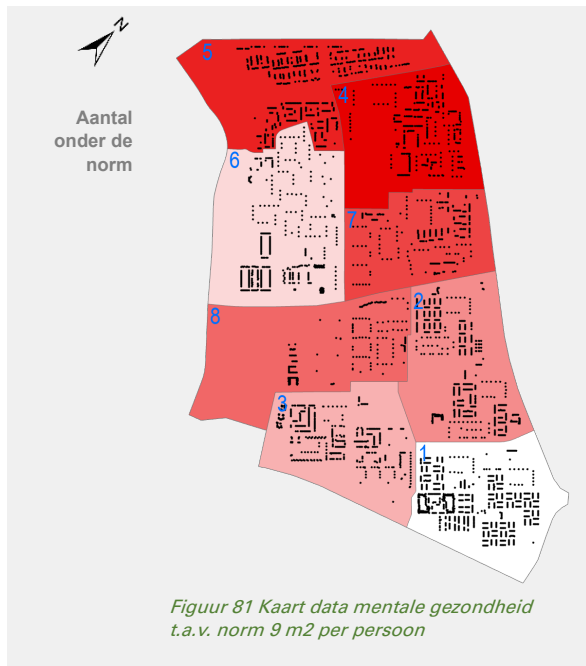 N
5
4
Aantal
onder de
norm
6
7
2
8
3
1
Figuur 81 Kaart data mentale gezondheid
t.a.v. norm 9 m2 per persoon